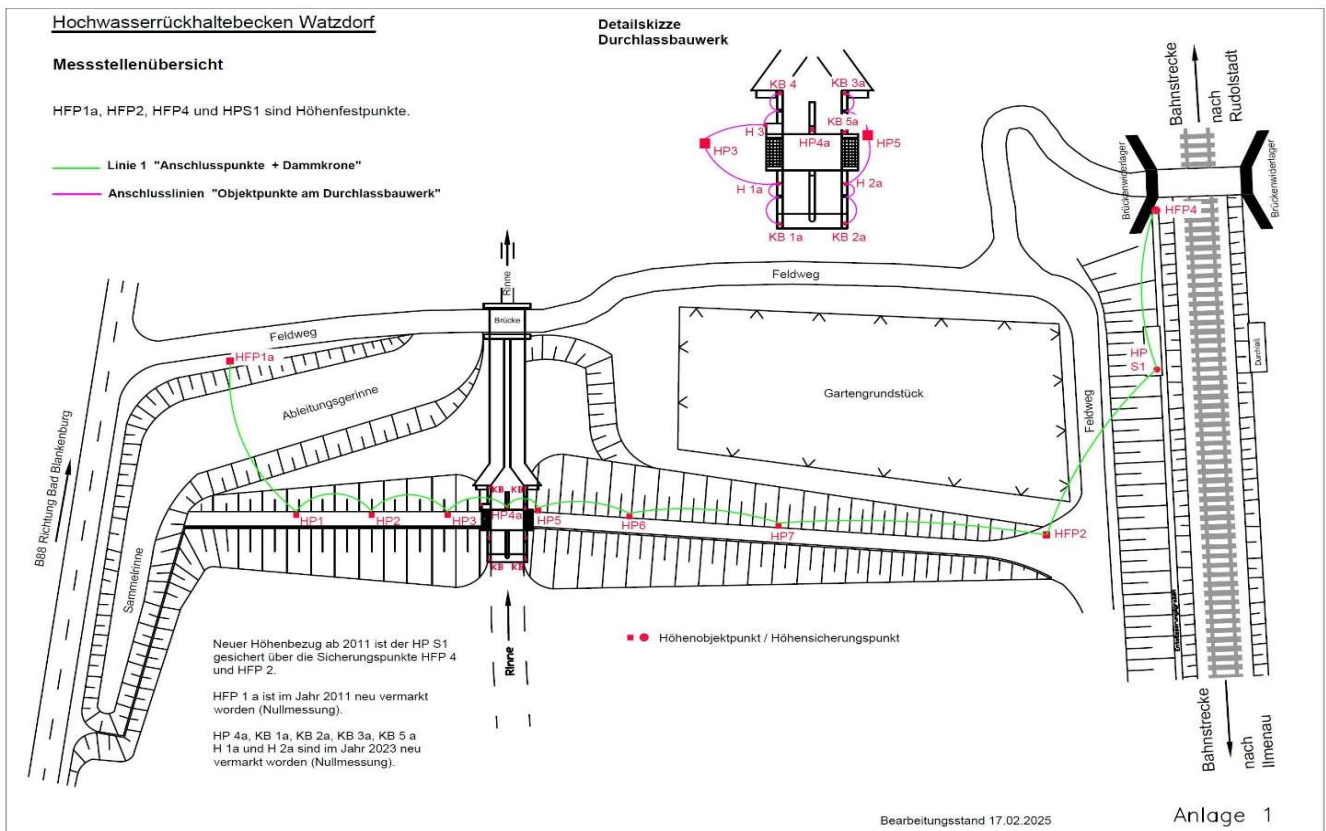 Hochwasserrückhaltebecken Watzdorf
Messstellenübersicht
HFP1a, HFP2, HFP4 und HPS1 sind Höhenfestpunkte.
Linie 1 "Anschlusspunkte + Dammkrone"
Anschlusslinien "Objektpunkte am Durchlassbauwerk"
Detailskizze
Durchlassbauwerk
KB 4
KB 3a
KB 5a
H 3
HP3
HP4a
HP5
H 1a
H 2a
KB 1a
KB 2a
Bahnstrecke
nach
Rudolstadt
Brückenwiderlager
Brückenwiderlager
HFP4
Rinne
Feldweg
Brücke
Feldweg
HFP1a
HP
S1
Durchlaß
Ableitungsgerinne
Gartengrundstück
Feldweg
B88 Richtung Bad Blankenburg
Sammelrinne
KB
KB
HP1
HP2
HP3
HP4a
HP5
HP6
HP7
HFP2
KB
KB
Rinne
Höhenobjektpunkt / Höhensicherungspunkt
Neuer Höhenbezug ab 2011 ist der HP S1
gesichert über die Sicherungspunkte HFP 4
und HFP 2.
HFP 1 a ist im Jahr 2011 neu vermarkt
worden (Nullmessung).
HP 4a, KB 1a, KB 2a, KB 3a, KB 5 a
H 1a und H 2a sind im Jahr 2023 neu
vermarkt worden (Nullmessung).
Bahnstrecke
nach
Ilmenau
Bearbeitungsstand 17.02.2025
Anlage 1